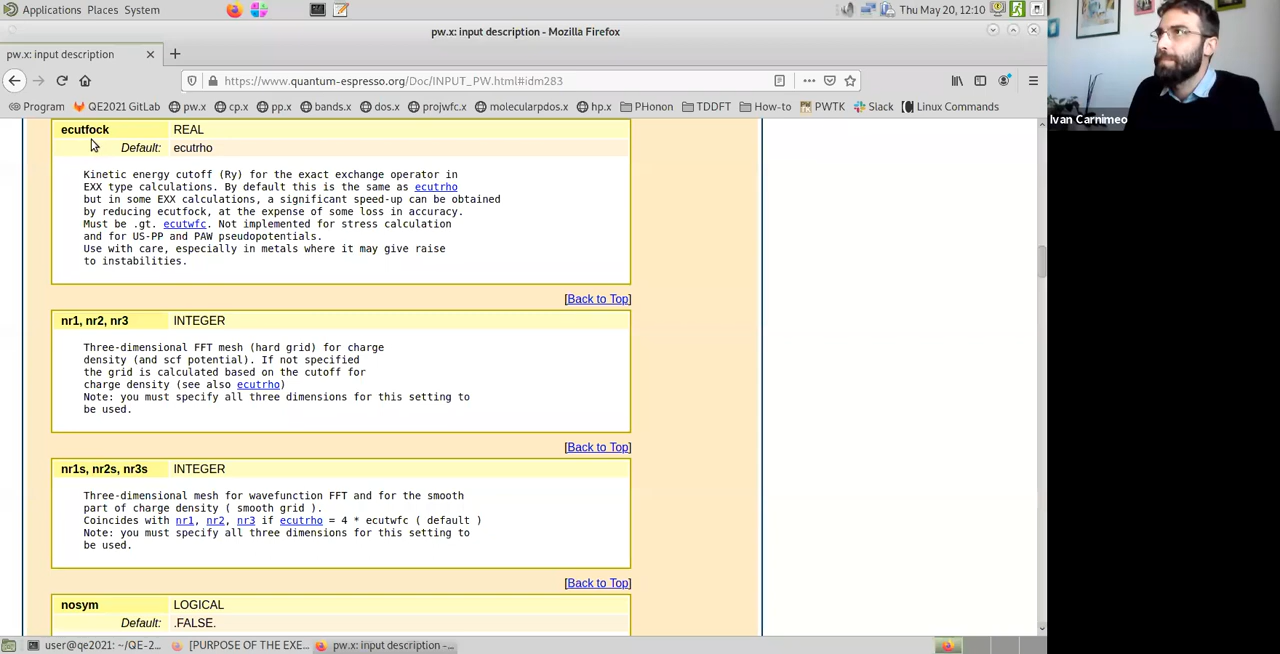 Applications Places System
Thu May 20, 12:10
pw.x: input description - Mozilla Firefox
pw.x: input description
https://www.quantum-espresso.org/Doc/INPUT_PW.html#idm283
Program QE2021 GitLab pw.x cp.x pp.x bands.x dos.x projwfc.x molecularpdos.x hp.x PHonon TDDFT How-to PWTK Slack Linux Commands
Ivan Carnimeo
ecutfock REAL
Default: ecutrho
Kinetic energy cutoff (Ry) for the exact exchange operator in
EXX type calculations. By default this is the same as ecutrho
but in some EXX calculations, a significant speed-up can be obtained
by reducing ecutfock, at the expense of some loss in accuracy.
Must be .gt. ecutwfc. Not implemented for stress calculation
and for US-PP and PAW pseudopotentials.
Use with care, especially in metals where it may give raise
to instabilities.
[Back to Top]
nr1, nr2, nr3 INTEGER
Three-dimensional FFT mesh (hard grid) for charge
density (and scf potential). If not specified
the grid is calculated based on the cutoff for
charge density (see also ecutrho)
Note: you must specify all three dimensions for this setting to
be used.
[Back to Top]
nr1s, nr2s, nr3s INTEGER
Three-dimensional mesh for wavefunction FFT and for the smooth
part of charge density ( smooth grid ).
Coincides with nr1, nr2, nr3 if ecutrho = 4 * ecutwfc ( default )
Note: you must specify all three dimensions for this setting to
be used.
[Back to Top]
nosym LOGICAL
Default: .FALSE.
user@qe2021: ~/QE-2... [PURPOSE OF THE EXE... pw.x: input description -...